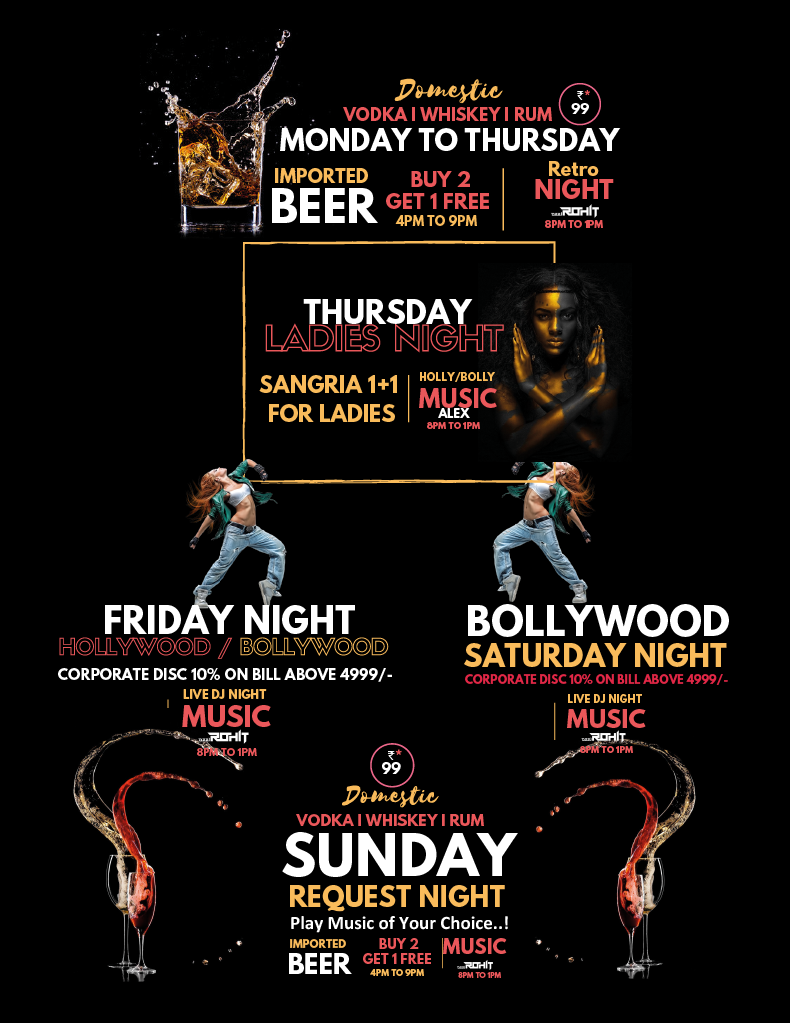 Domestic
VODKA | WHISKEY | RUM
₹*
99
MONDAY TO THURSDAY
IMPORTED
BEER
BUY 2
GET 1 FREE
4PM TO 9PM
Retro
NIGHT
ROHIT
8PM TO 1PM
THURSDAY
LADIES NIGHT
SANGRIA 1+1
FOR LADIES
HOLLY/BOLLY
MUSIC
ALEX
8PM TO 1PM
FRIDAY NIGHT
HOLLYWOOD / BOLLYWOOD
CORPORATE DISC 10% ON BILL ABOVE 4999/-
LIVE DJ NIGHT
MUSIC
ROHIT
8PM TO 1PM
BOLLYWOOD
SATURDAY NIGHT
CORPORATE DISC 10% ON BILL ABOVE 4999/-
LIVE DJ NIGHT
MUSIC
ROHIT
8PM TO 1PM
₹*
99
Domestic
VODKA | WHISKEY | RUM
SUNDAY
REQUEST NIGHT
Play Music of Your Choice..!
IMPORTED
BEER
BUY 2
GET 1 FREE
4PM TO 9PM
MUSIC
ROHIT
8PM TO 1PM